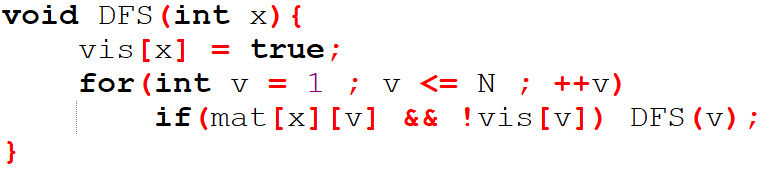 void DFS(int x){
    vis[x] = true;
    for(int v = 1 ; v <= N ; ++v)
        if(mat[x][v] && !vis[v]) DFS(v);
}